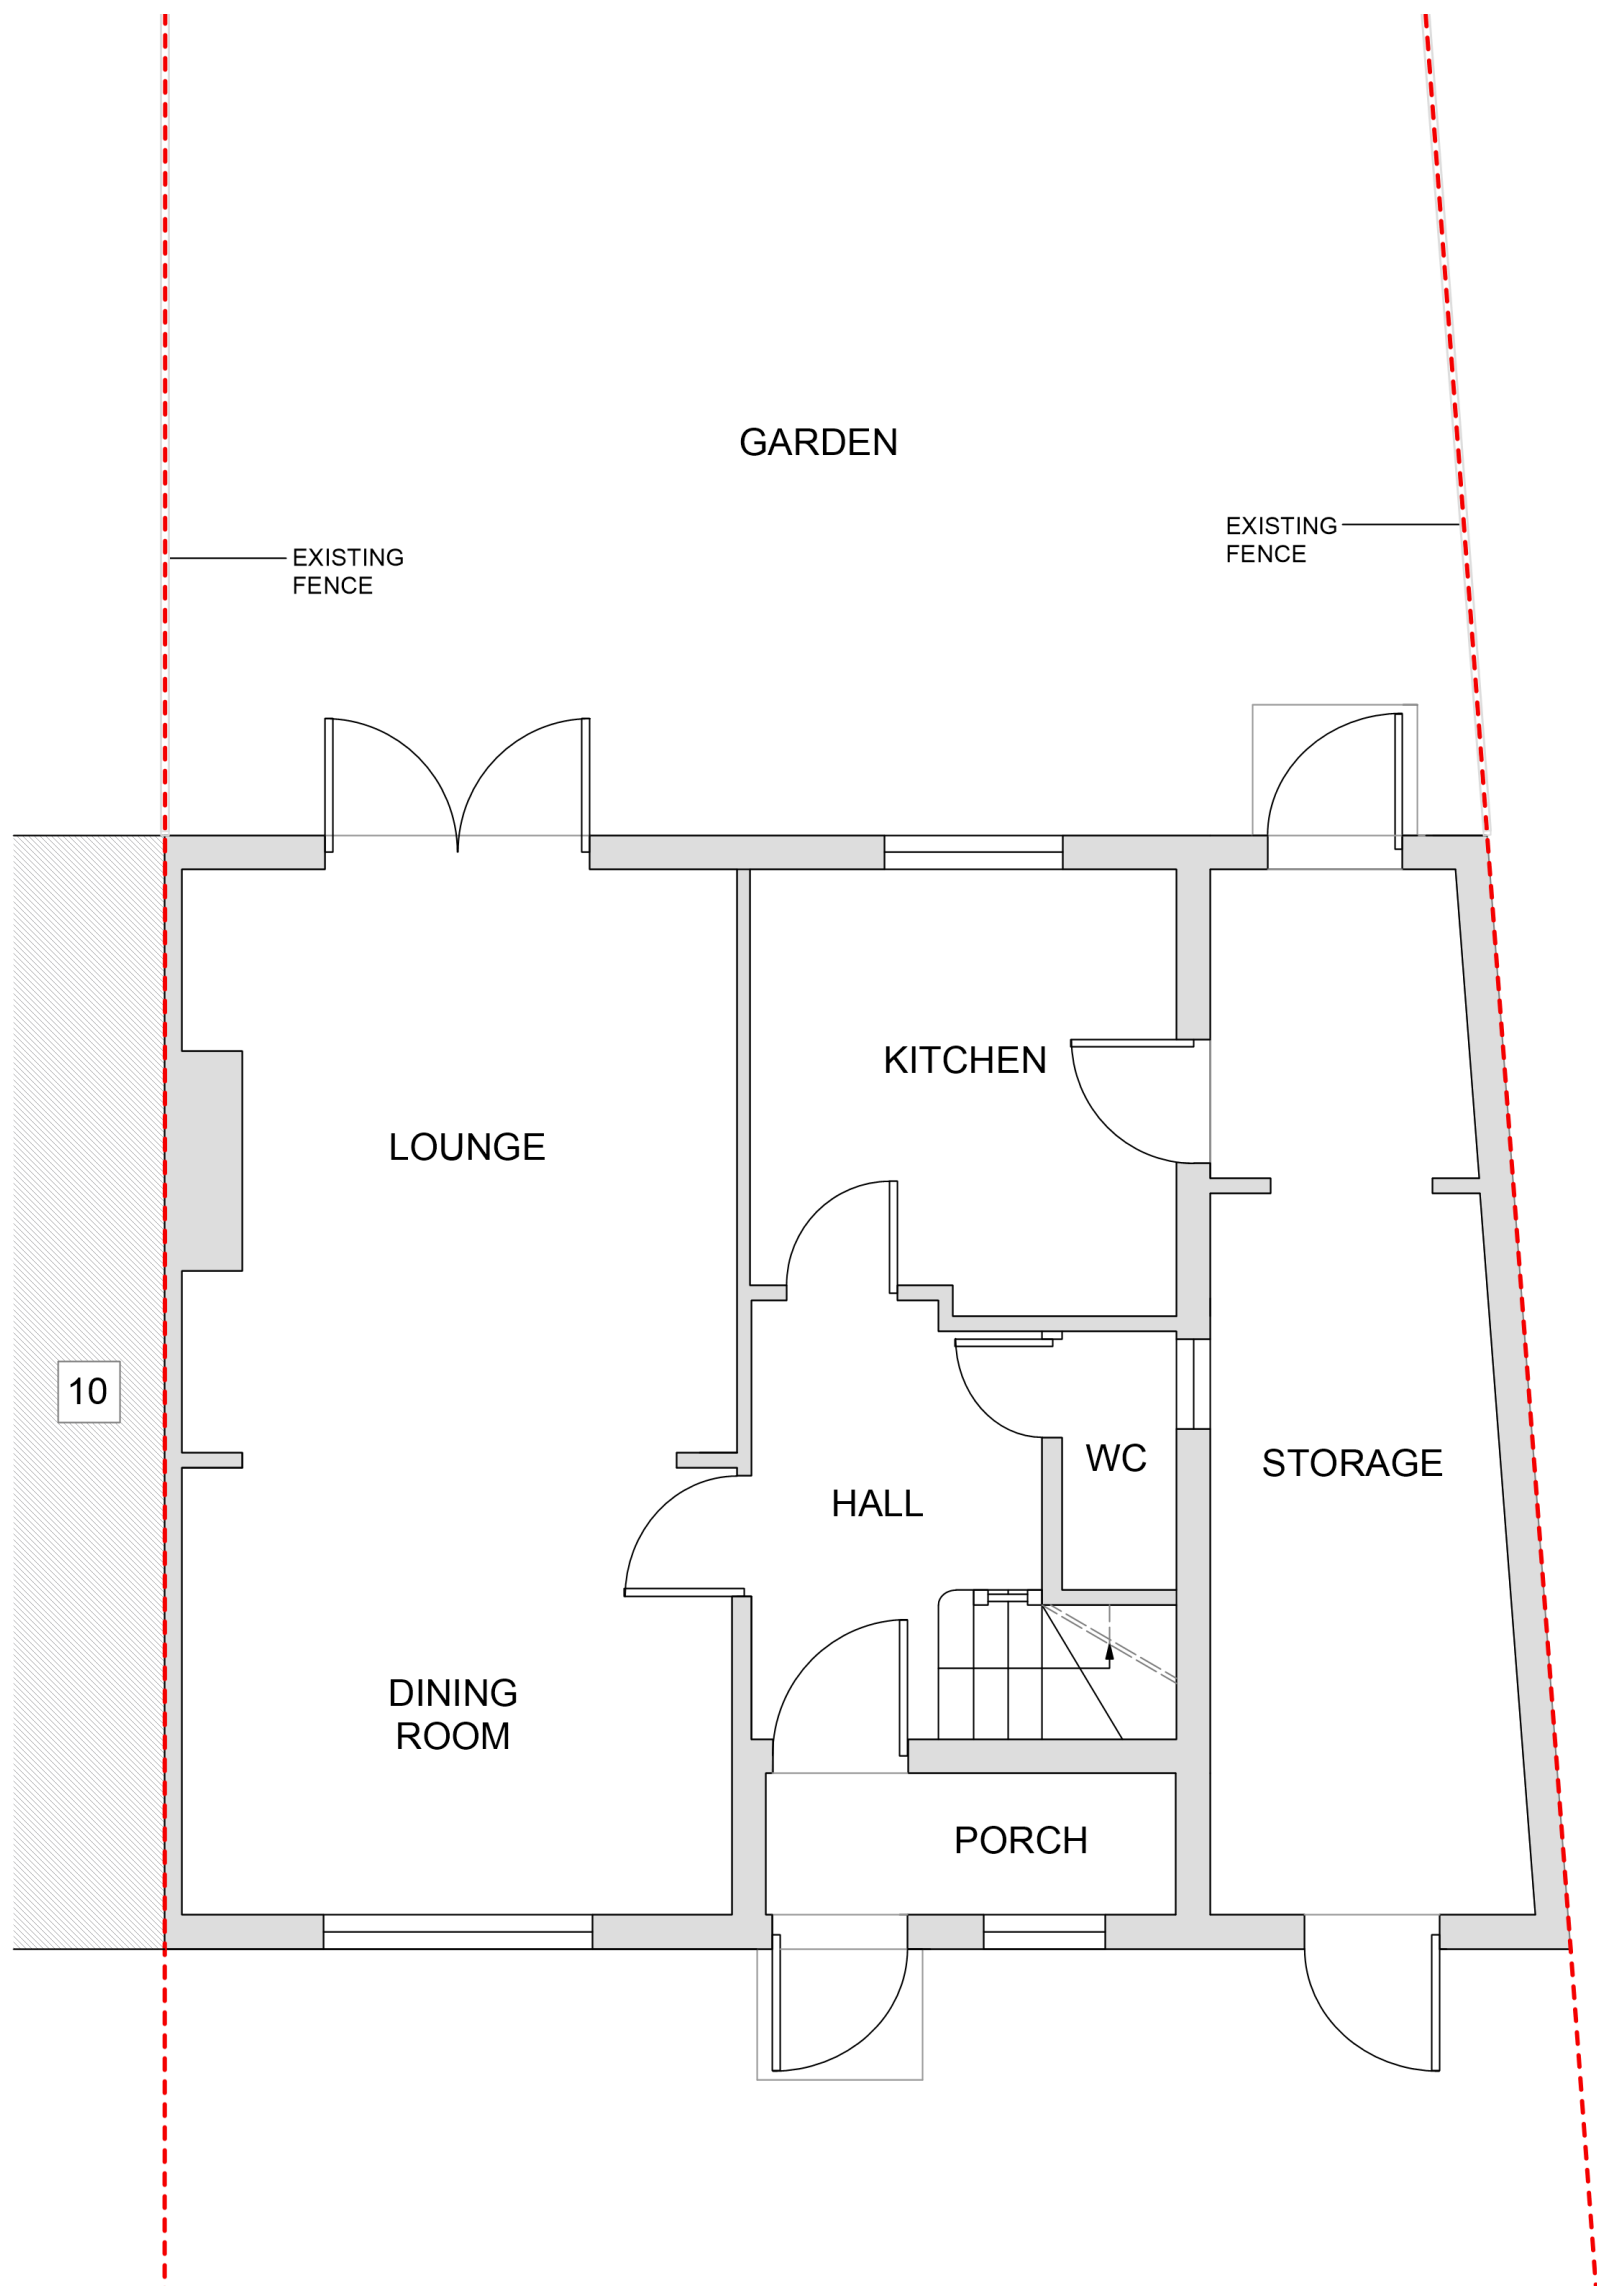 GARDEN
EXISTING
FENCE
EXISTING
FENCE
KITCHEN
LOUNGE
10
WC
STORAGE
HALL
DINING
ROOM
PORCH